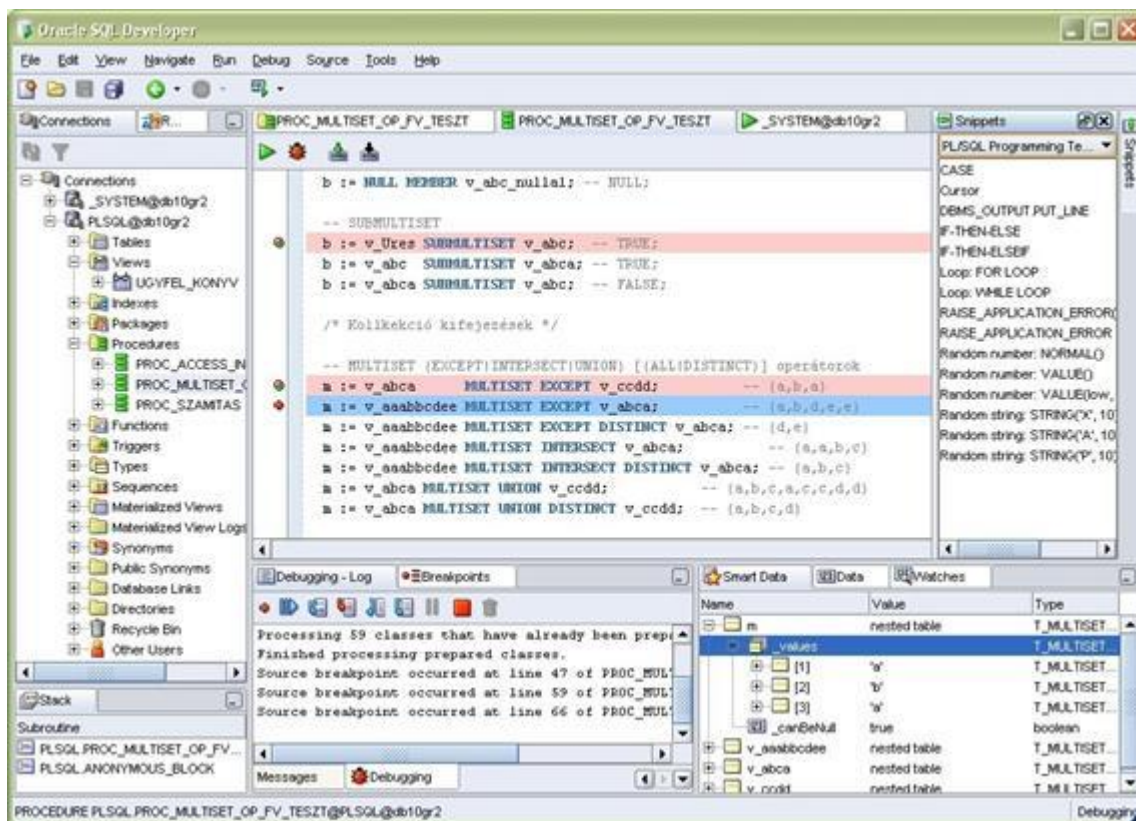 Oracle SQL Developer
File Edit View Navigate Run Debug Source Tools Help
Connections R...
Connections
_SYSTEM@db10gr2
PLSQL@db10gr2
Tables
Views
UGYFEL_KONYV
Indexes
Packages
Procedures
PROC_ACCESS_IN
PROC_MULTISET_O
PROC_SZAMITAS
Functions
Triggers
Types
Sequences
Materialized Views
Materialized View Logs
Synonyms
Public Synonyms
Database Links
Directories
Recycle Bin
Other Users
Stack
Subroutine
PLSQL.PROC_MULTISET_OP_FV...
PLSQL.ANONYMOUS_BLOCK
PROC_MULTISET_OP_FV_TESZT PROC_MULTISET_OP_FV_TESZT _SYSTEM@db10gr2
b := NULL MEMBER v_abc_nullal; -- NULL;
-- SUBMULTISET
b := v_Ures SUBMULTISET v_abc; -- TRUE;
b := v_abc SUBMULTISET v_abca; -- TRUE;
b := v_abca SUBMULTISET v_abc; -- FALSE;
/* Kollkekció kifejezések */
-- MULTISET {EXCEPT|INTERSECT|UNION} [{ALL|DISTINCT}] operátorok
m := v_abca MULTISET EXCEPT v_ccdd; -- {a,b,a}
m := v_aaabbcdee MULTISET EXCEPT v_abca; -- {a,b,d,e,e}
m := v_aaabbcdee MULTISET EXCEPT DISTINCT v_abca; -- {d,e}
m := v_aaabbcdee MULTISET INTERSECT v_abca; -- {a,a,b,c}
m := v_aaabbcdee MULTISET INTERSECT DISTINCT v_abca; -- {a,b,c}
m := v_abca MULTISET UNION v_ccdd; -- {a,b,c,a,c,c,d,d}
m := v_abca MULTISET UNION DISTINCT v_ccdd; -- {a,b,c,d}
Snippets
Snippets
PL/SQL Programming Te...
CASE
Cursor
DBMS_OUTPUT.PUT_LINE
IF-THEN-ELSE
IF-THEN-ELSEIF
Loop: FOR LOOP
Loop: WHILE LOOP
RAISE_APPLICATION_ERROR(
RAISE_APPLICATION_ERROR
Random number: NORMAL()
Random number: VALUE()
Random number: VALUE(low,
Random string: STRING('X', 10)
Random string: STRING('A', 10
Random string: STRING('P', 10)
Debugging - Log Breakpoints
Processing 59 classes that have already been prepa
Finished processing prepared classes.
Source breakpoint occurred at line 47 of PROC_MUL
Source breakpoint occurred at line 59 of PROC_MUL
Source breakpoint occurred at line 66 of PROC_MUL
Messages Debugging
Smart Data Data Watches
Name Value Type
m nested table T_MULTISET...
_values T_MULTISET...
[1] 'a' T_MULTISET...
[2] 'b' T_MULTISET...
[3] 'a' T_MULTISET...
_canBeNull true boolean
v_aaabbcdee nested table T_MULTISET...
v_abca nested table T_MULTISET...
v_ccdd nested table T_MULTISET...
PROCEDURE PLSQL.PROC_MULTISET_OP_FV_TESZT@PLSQL@db10gr2 Debugging